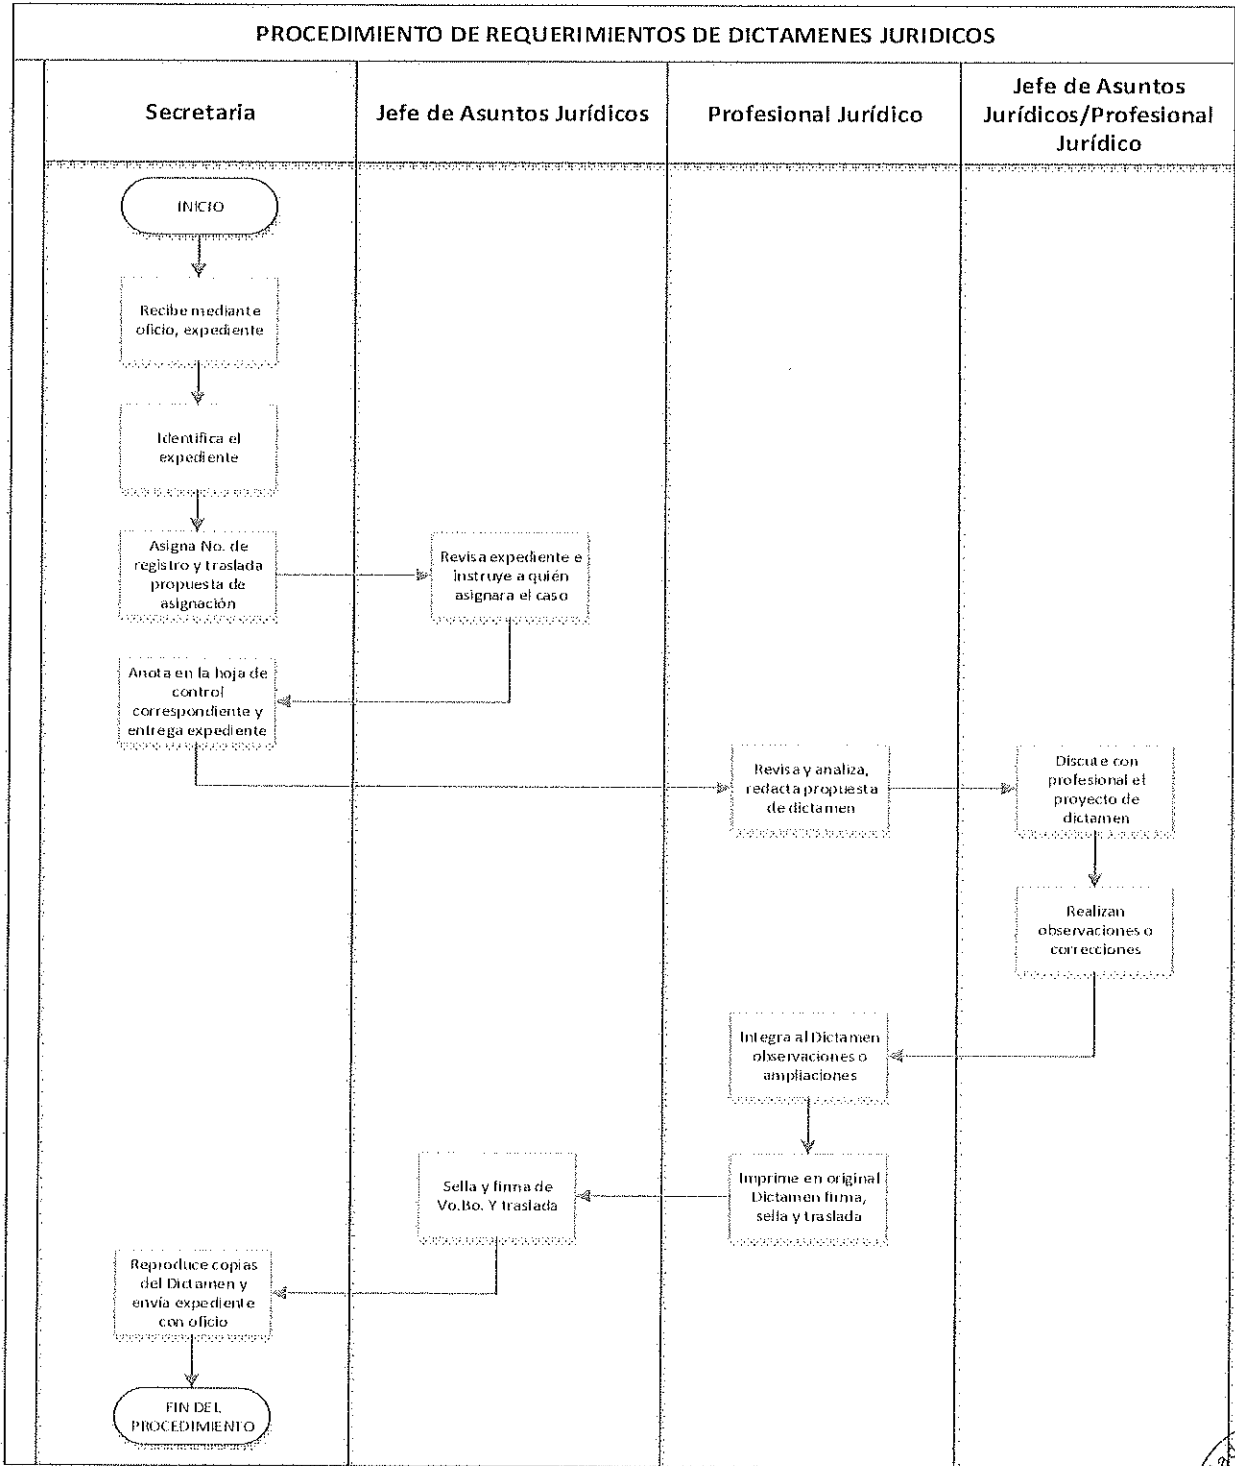 PROCEDIMIENTO DE REQUERIMIENTOS DE DICTAMENES JURIDICOS
Secretaria
Jefe de Asuntos Jurídicos
Profesional Jurídico
Jefe de Asuntos
Jurídicos/Profesional
Jurídico
INICIO
Recibe mediante
oficio, expediente
Identifica el
expediente
Asigna No. de
registro y traslada
propuesta de
asignación
Revisa expediente e
instruye a quién
asignara el caso
Anota en la hoja de
control
correspondiente y
entrega expediente
Revisa y analiza,
redacta propuesta
de dictamen
Discute con
profesional el
proyecto de
dictamen
Realizan
observaciones o
correcciones
Integra al Dictamen
observaciones o
ampliaciones
Imprime en original
Dictamen firma,
sella y traslada
Sella y firma de
Vo.Bo. Y traslada
Reproduce copias
del Dictamen y
envía expediente
con oficio
FIN DEL
PROCEDIMIENTO